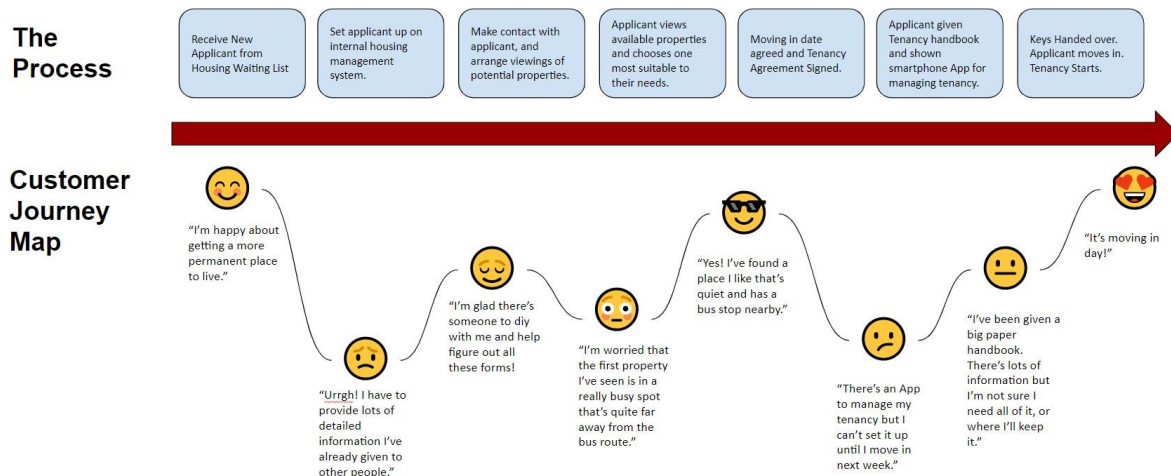 The
Process
Receive New
Applicant from
Housing Waiting List
Set applicant up on
internal housing
management
system.
Make contact with
applicant, and
arrange viewings of
potential properties.
Applicant views
available properties
and chooses one
most suitable to
their needs.
Moving in date
agreed and Tenancy
Agreement Signed.
Applicant given
Tenancy handbook
and shown
smartphone App for
managing tenancy.
Keys Handed over.
Applicant moves in.
Tenancy Starts.
Customer
Journey
Map
“I’m happy about
getting a more
permanent place
to live.”
“Urrgh! I have to
provide lots of
detailed
information I’ve
already given to
other people.”
“I’m glad there’s
someone to diy
with me and help
figure out all
these forms!
“I’m worried that
the first property
I’ve seen is in a
really busy spot
that’s quite far
away from the
bus route.”
“Yes! I’ve found a
place I like that’s
quiet and has a
bus stop nearby.”
“There’s an App
to manage my
tenancy but I
can’t set it up
until I move in
next week.”
“I’ve been given a
big paper
handbook.
There’s lots of
information but
I’m not sure I
need all of it, or
where I’ll keep
it.”
“It’s moving in
day!”